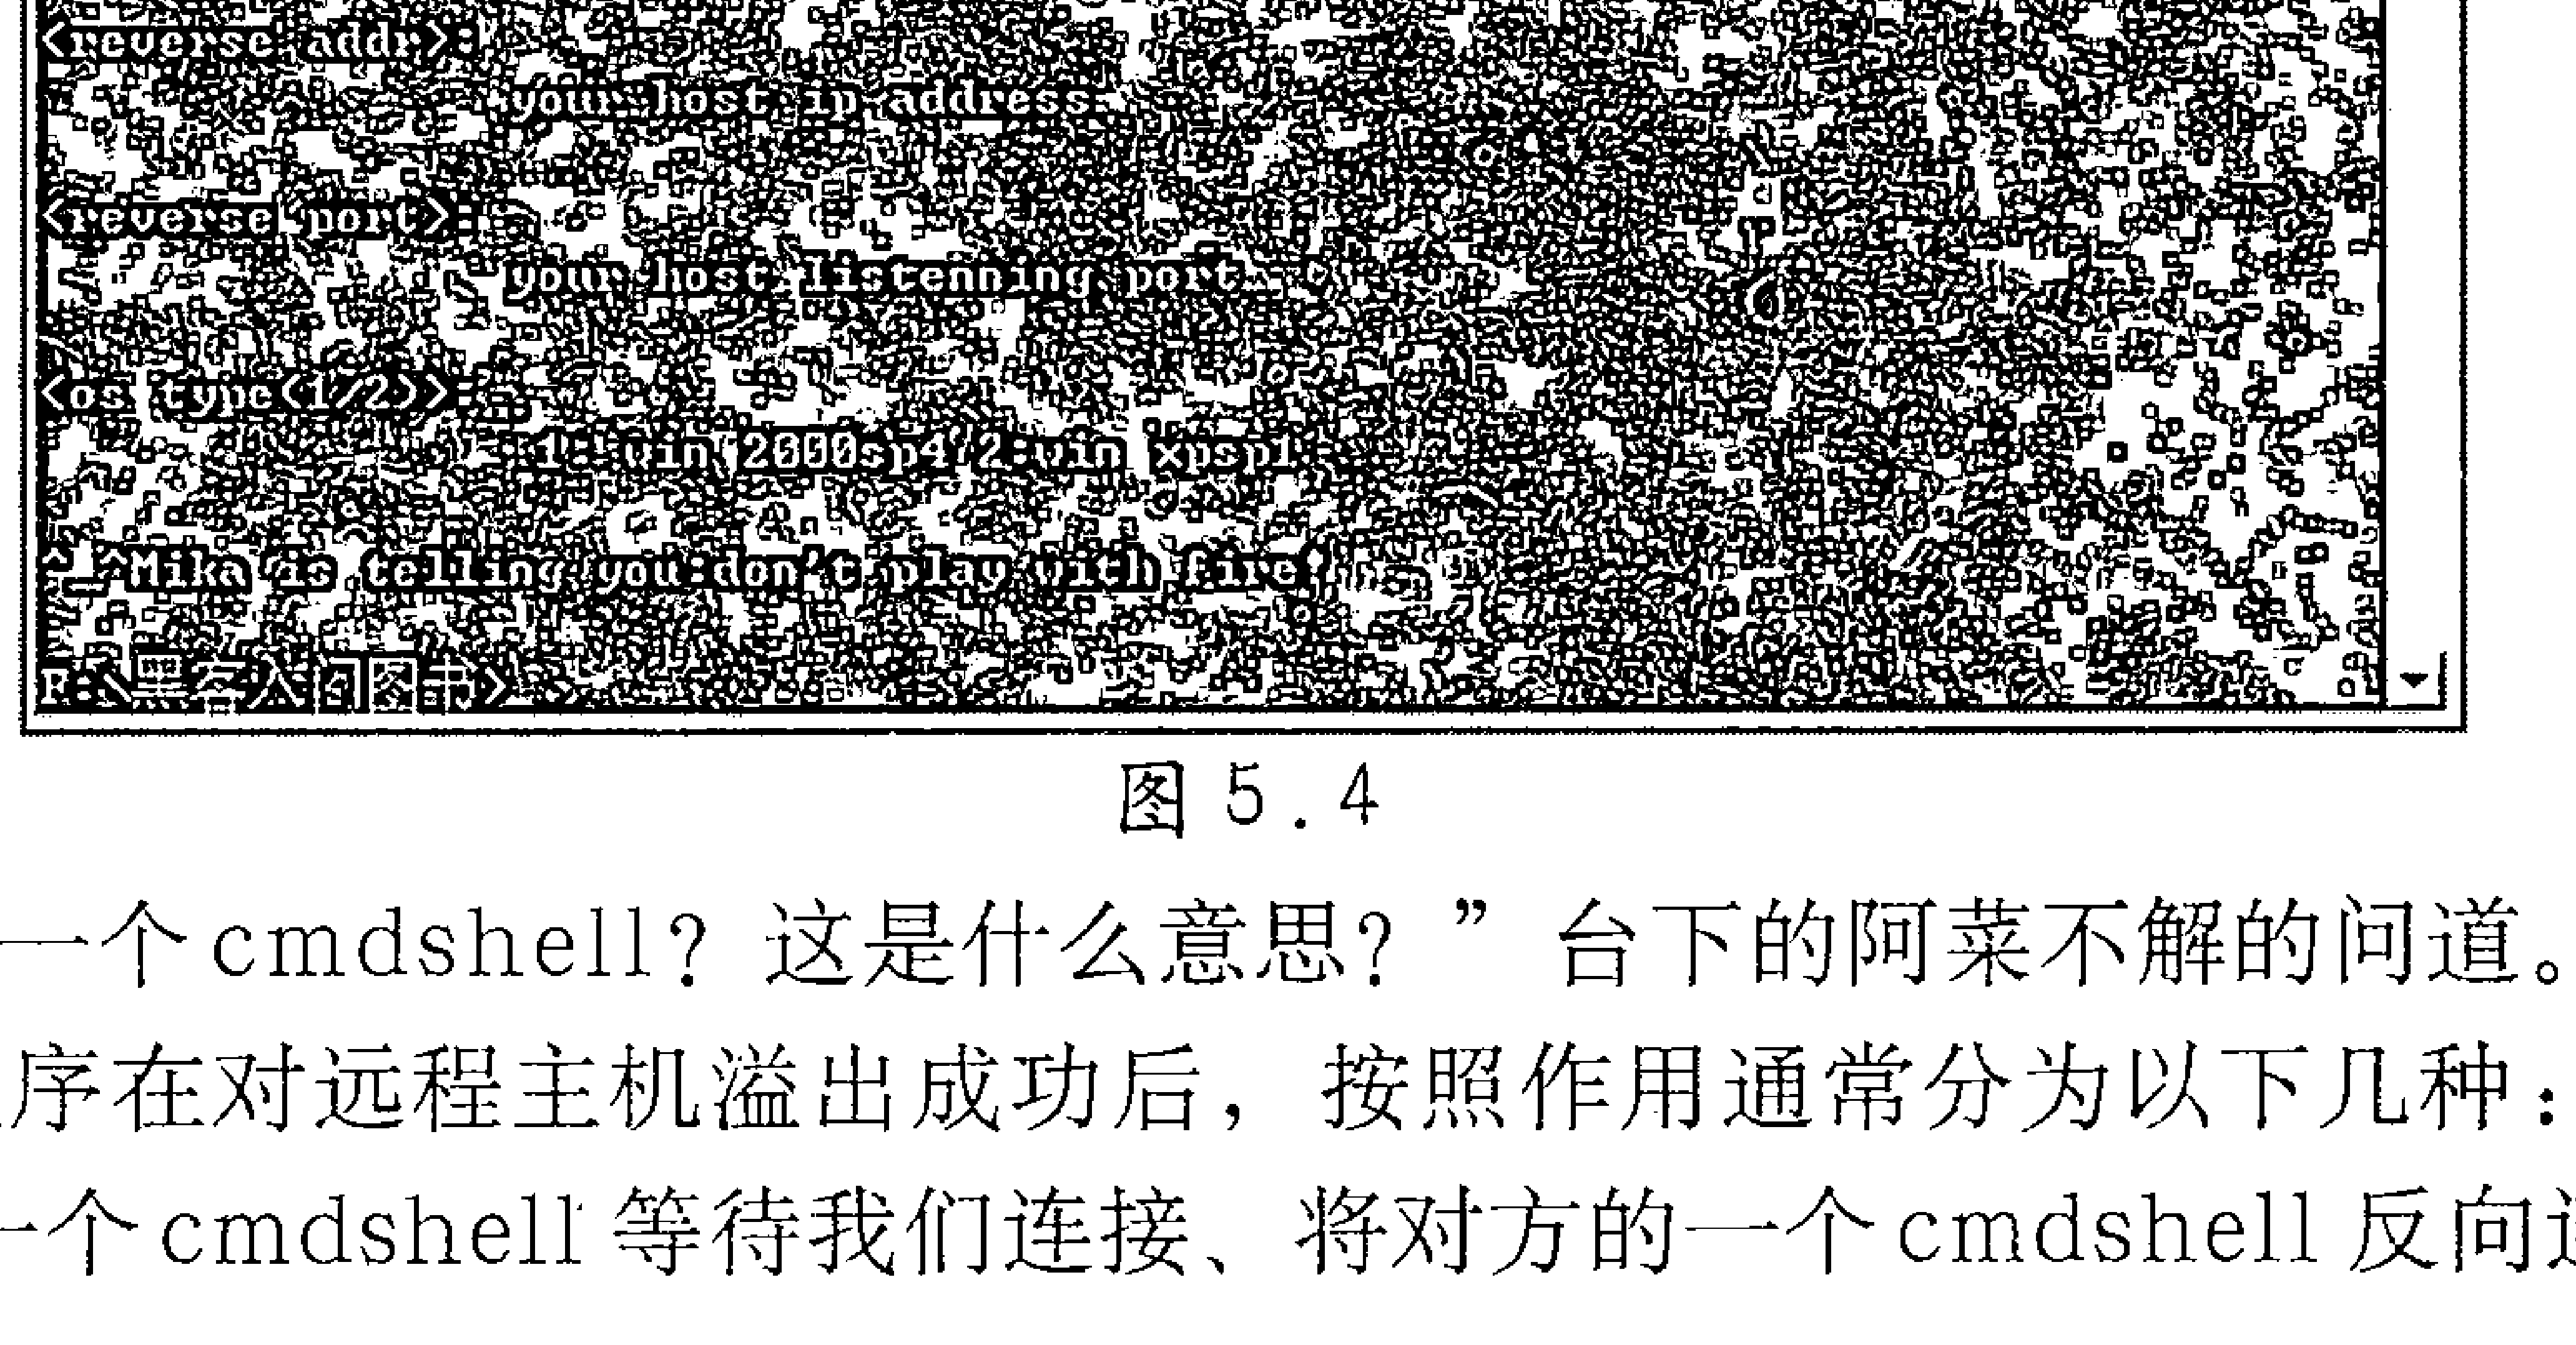 <reverse addr>:
your host ip address
<reverse port>:
your host listenning port
<os type(1/2)>
1: win 2000sp4/2:win xpsp1
^_^Mika is telling you:don't play with fire!
F:\黑客入门图书>
图 5.4
一个cmdshell？这是什么意思？”台下的阿菜不解的问道。
序在对远程主机溢出成功后，按照作用通常分为以下几种：
一个cmdshell等待我们连接、将对方的一个cmdshell反向